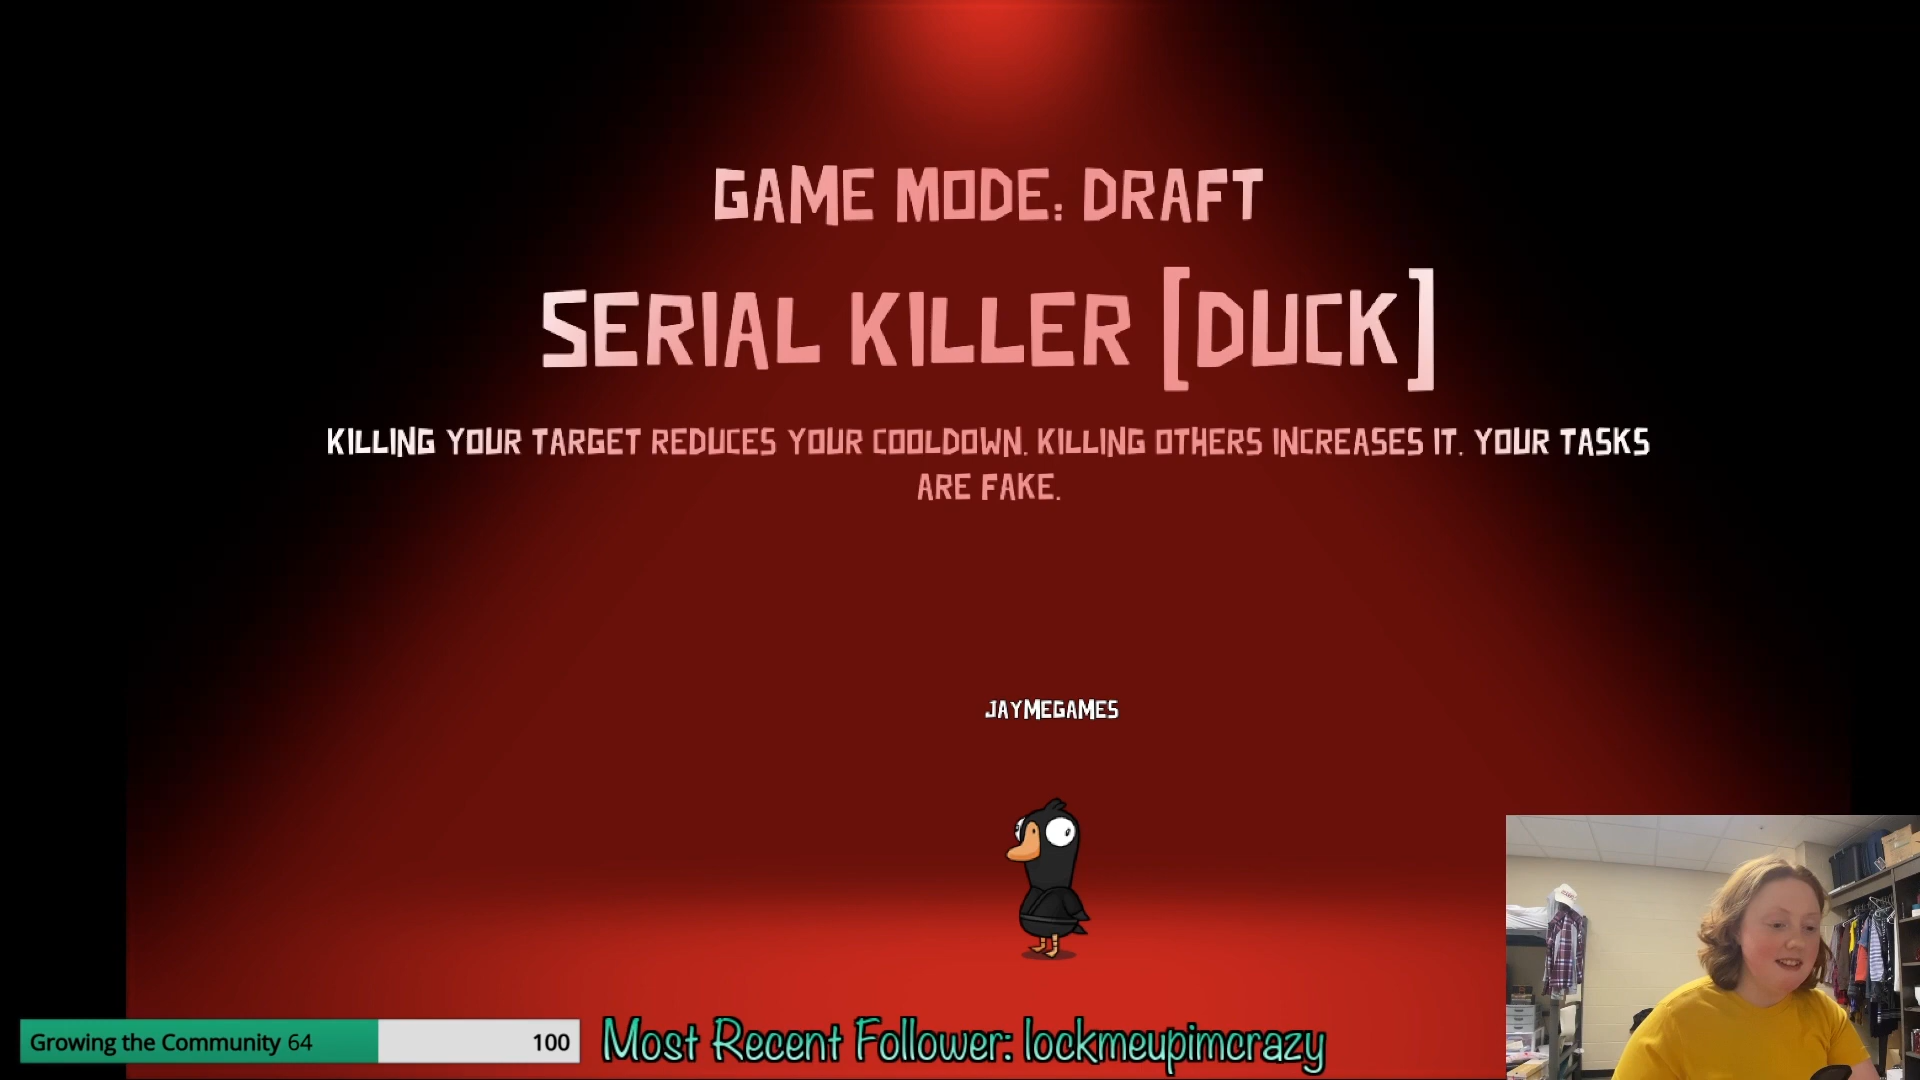 GAME MODE: DRAFT
SERIAL KILLER [DUCK]
KILLING YOUR TARGET REDUCES YOUR COOLDOWN. KILLING OTHERS INCREASES IT. YOUR TASKS
ARE FAKE.
JAYMEGAMES
Growing the Community 64 100
Most Recent Follower: lockmeupimcrazy